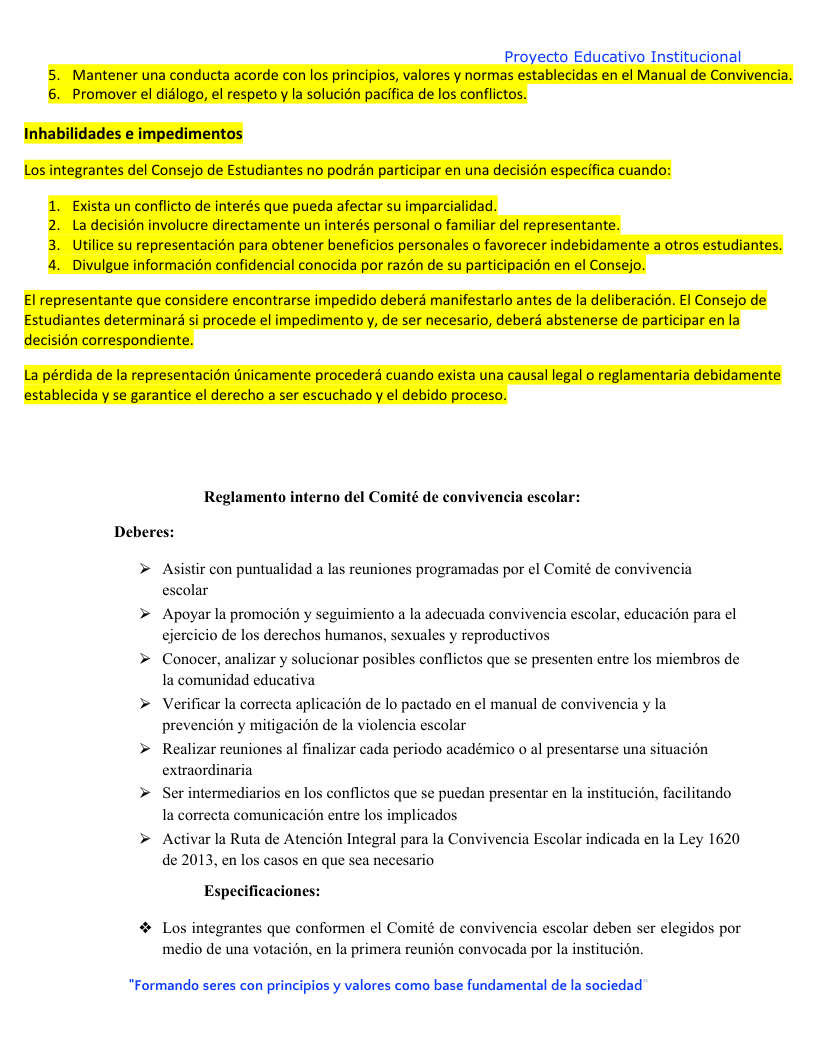 Proyecto Educativo Institucional
5. Mantener una conducta acorde con los principios, valores y normas establecidas en el Manual de Convivencia.
6. Promover el diálogo, el respeto y la solución pacífica de los conflictos.
Inhabilidades e impedimentos
Los integrantes del Consejo de Estudiantes no podrán participar en una decisión específica cuando:
1. Exista un conflicto de interés que pueda afectar su imparcialidad.
2. La decisión involucre directamente un interés personal o familiar del representante.
3. Utilice su representación para obtener beneficios personales o favorecer indebidamente a otros estudiantes.
4. Divulgue información confidencial conocida por razón de su participación en el Consejo.
El representante que considere encontrarse impedido deberá manifestarlo antes de la deliberación. El Consejo de
Estudiantes determinará si procede el impedimento y, de ser necesario, deberá abstenerse de participar en la
decisión correspondiente.
La pérdida de la representación únicamente procederá cuando exista una causal legal o reglamentaria debidamente
establecida y se garantice el derecho a ser escuchado y el debido proceso.
Reglamento interno del Comité de convivencia escolar:
Deberes:
➢ Asistir con puntualidad a las reuniones programadas por el Comité de convivencia
escolar
➢ Apoyar la promoción y seguimiento a la adecuada convivencia escolar, educación para el
ejercicio de los derechos humanos, sexuales y reproductivos
➢ Conocer, analizar y solucionar posibles conflictos que se presenten entre los miembros de
la comunidad educativa
➢ Verificar la correcta aplicación de lo pactado en el manual de convivencia y la
prevención y mitigación de la violencia escolar
➢ Realizar reuniones al finalizar cada periodo académico o al presentarse una situación
extraordinaria
➢ Ser intermediarios en los conflictos que se puedan presentar en la institución, facilitando
la correcta comunicación entre los implicados
➢ Activar la Ruta de Atención Integral para la Convivencia Escolar indicada en la Ley 1620
de 2013, en los casos en que sea necesario
Especificaciones:
❖ Los integrantes que conformen el Comité de convivencia escolar deben ser elegidos por
medio de una votación, en la primera reunión convocada por la institución.
"Formando seres con principios y valores como base fundamental de la sociedad"